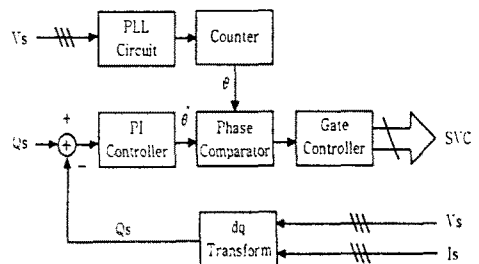 Vs
PLL
Circuit
Counter
θ
+
Qs
+
−
PI
Controller
θ*
Phase
Comparator
Gate
Controller
SVC
Qs
dq
Transform
Vs
Is